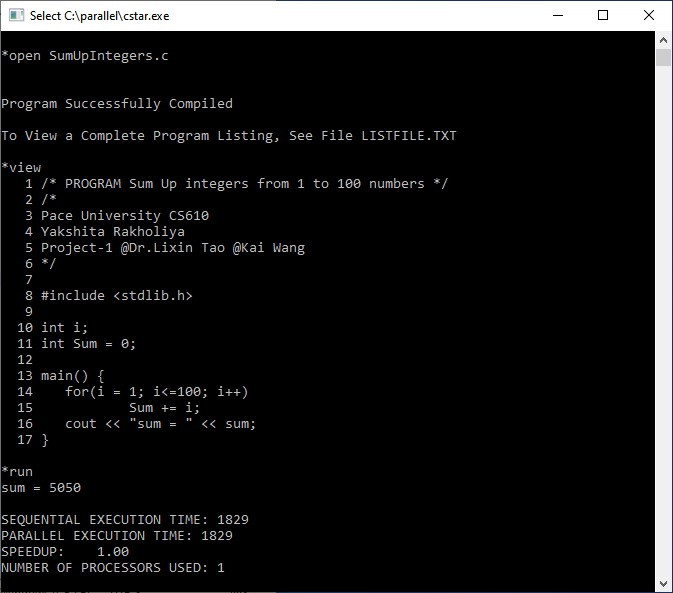 Select C:\parallel\cstar.exe
*open SumUpIntegers.c
Program Successfully Compiled
To View a Complete Program Listing, See File LISTFILE.TXT
*view
1 /* PROGRAM Sum Up integers from 1 to 100 numbers */
2 /*
3 Pace University CS610
4 Yakshita Rakholiya
5 Project-1 @Dr.Lixin Tao @Kai Wang
6 */
7
8 #include <stdlib.h>
9
10 int i;
11 int Sum = 0;
12
13 main() {
14    for(i = 1; i<=100; i++)
15            Sum += i;
16    cout << "sum = " << sum;
17 }
*run
sum = 5050
SEQUENTIAL EXECUTION TIME: 1829
PARALLEL EXECUTION TIME: 1829
SPEEDUP:    1.00
NUMBER OF PROCESSORS USED: 1